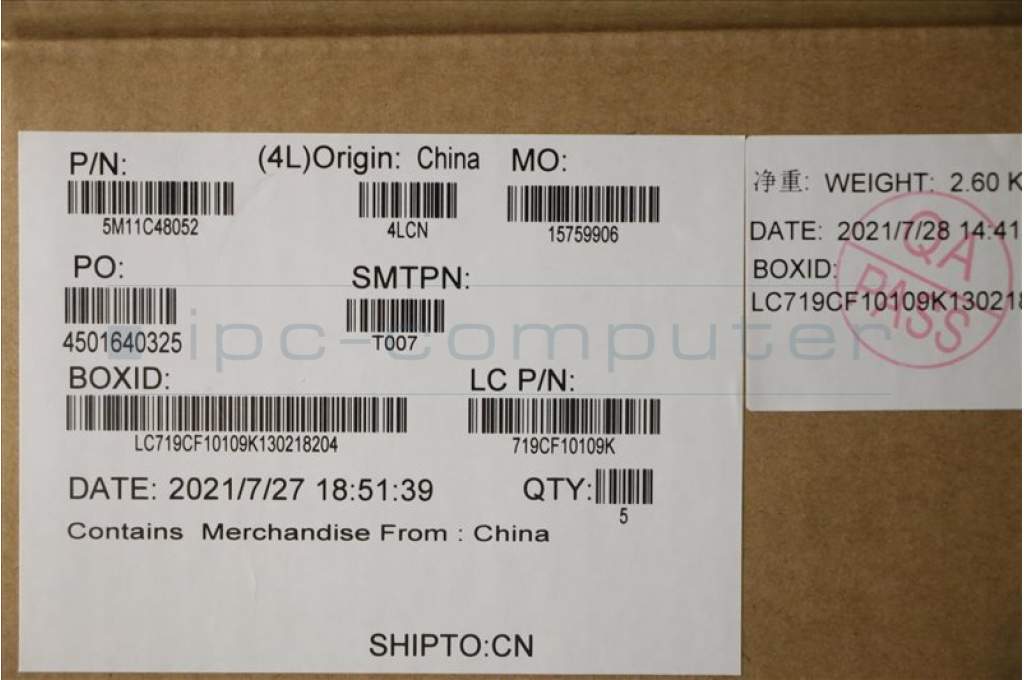 P/N:
(4L)Origin: China
MO:
5M11C48052
4LCN
15759906
PO:
SMTPN:
4501640325
T007
BOXID:
LC P/N:
LC719CF10109K130218204
719CF10109K
DATE: 2021/7/27 18:51:39
QTY:
5
Contains Merchandise From : China
SHIPTO:CN
净重: WEIGHT: 2.60 K
DATE: 2021/7/28 14:41
BOXID:
LC719CF10109K130218
QA
PASS
ipc-computer